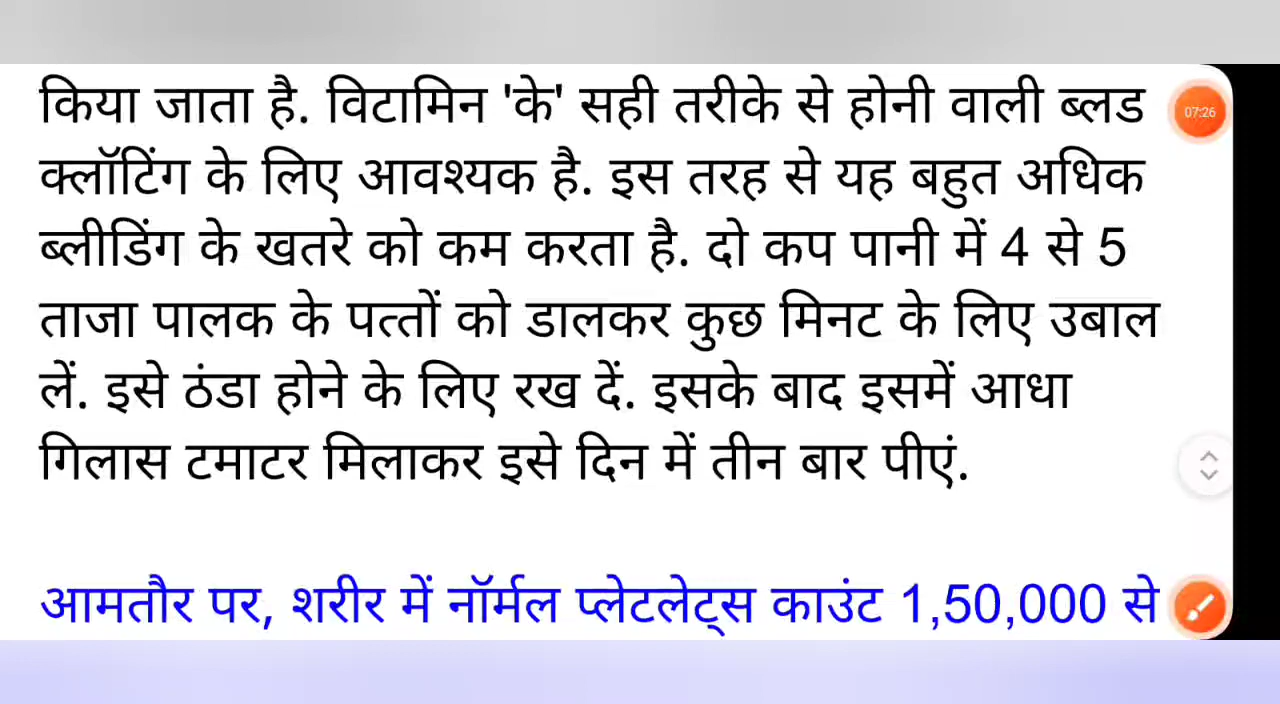 किया जाता है. विटामिन 'के' सही तरीके से होनी वाली ब्लड
07:26
क्लॉटिंग के लिए आवश्यक है. इस तरह से यह बहुत अधिक
ब्लीडिंग के खतरे को कम करता है. दो कप पानी में 4 से 5
ताजा पालक के पत्तों को डालकर कुछ मिनट के लिए उबाल
लें. इसे ठंडा होने के लिए रख दें. इसके बाद इसमें आधा
गिलास टमाटर मिलाकर इसे दिन में तीन बार पीएं.
आमतौर पर, शरीर में नॉर्मल प्लेटलेट्स काउंट 1,50,000 से